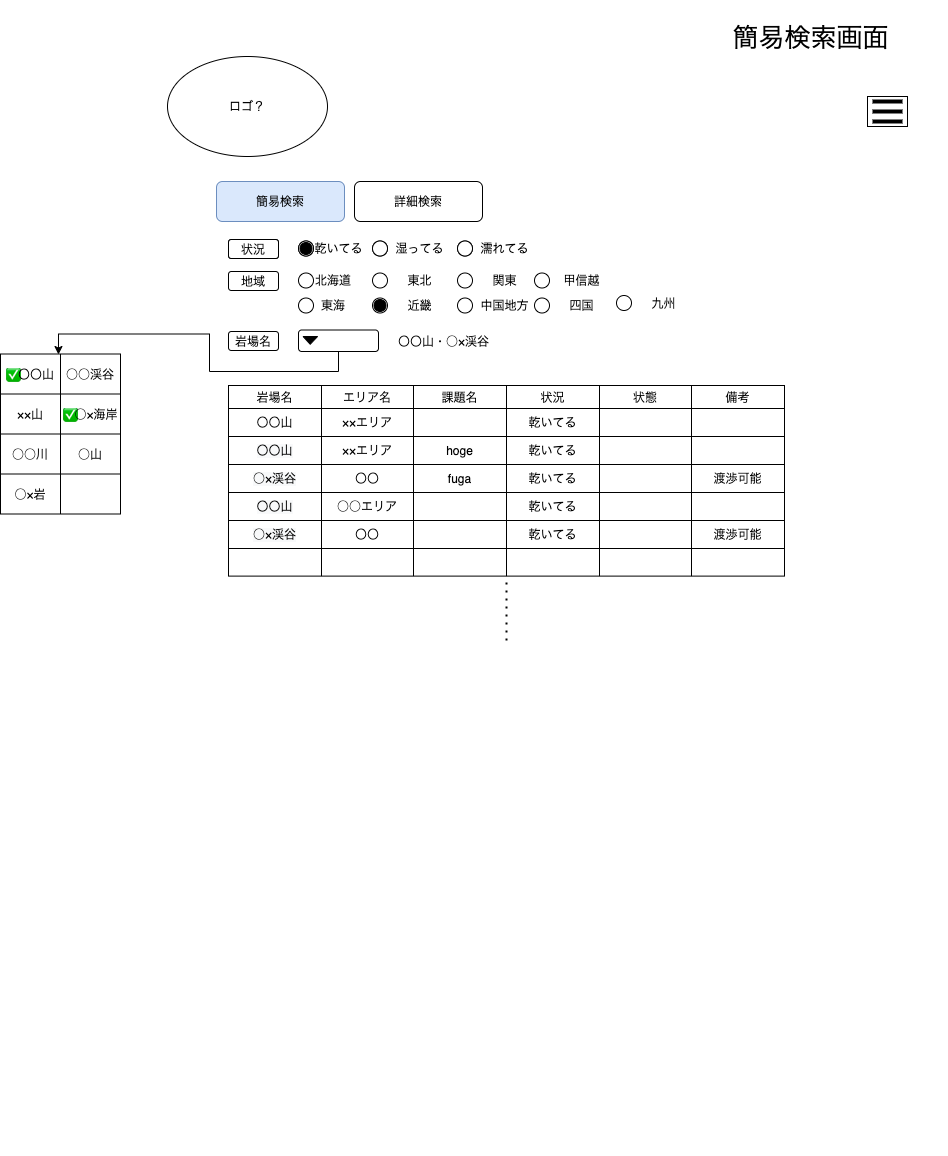 簡易検索画面
ロゴ？
簡易検索 詳細検索
状況 乾いてる 湿ってる 濡れてる
地域 北海道 東北 関東 甲信越
東海 近畿 中国地方 四国 九州
岩場名 〇〇山・○×渓谷
✅〇〇山 ○○渓谷
××山 ✅○×海岸
○○川 ○山
○×岩
岩場名 エリア名 課題名 状況 状態 備考
〇〇山 ××エリア 乾いてる
〇〇山 ××エリア hoge 乾いてる
○×渓谷 〇〇 fuga 乾いてる 渡渉可能
〇〇山 ○○エリア 乾いてる
○×渓谷 〇〇 乾いてる 渡渉可能